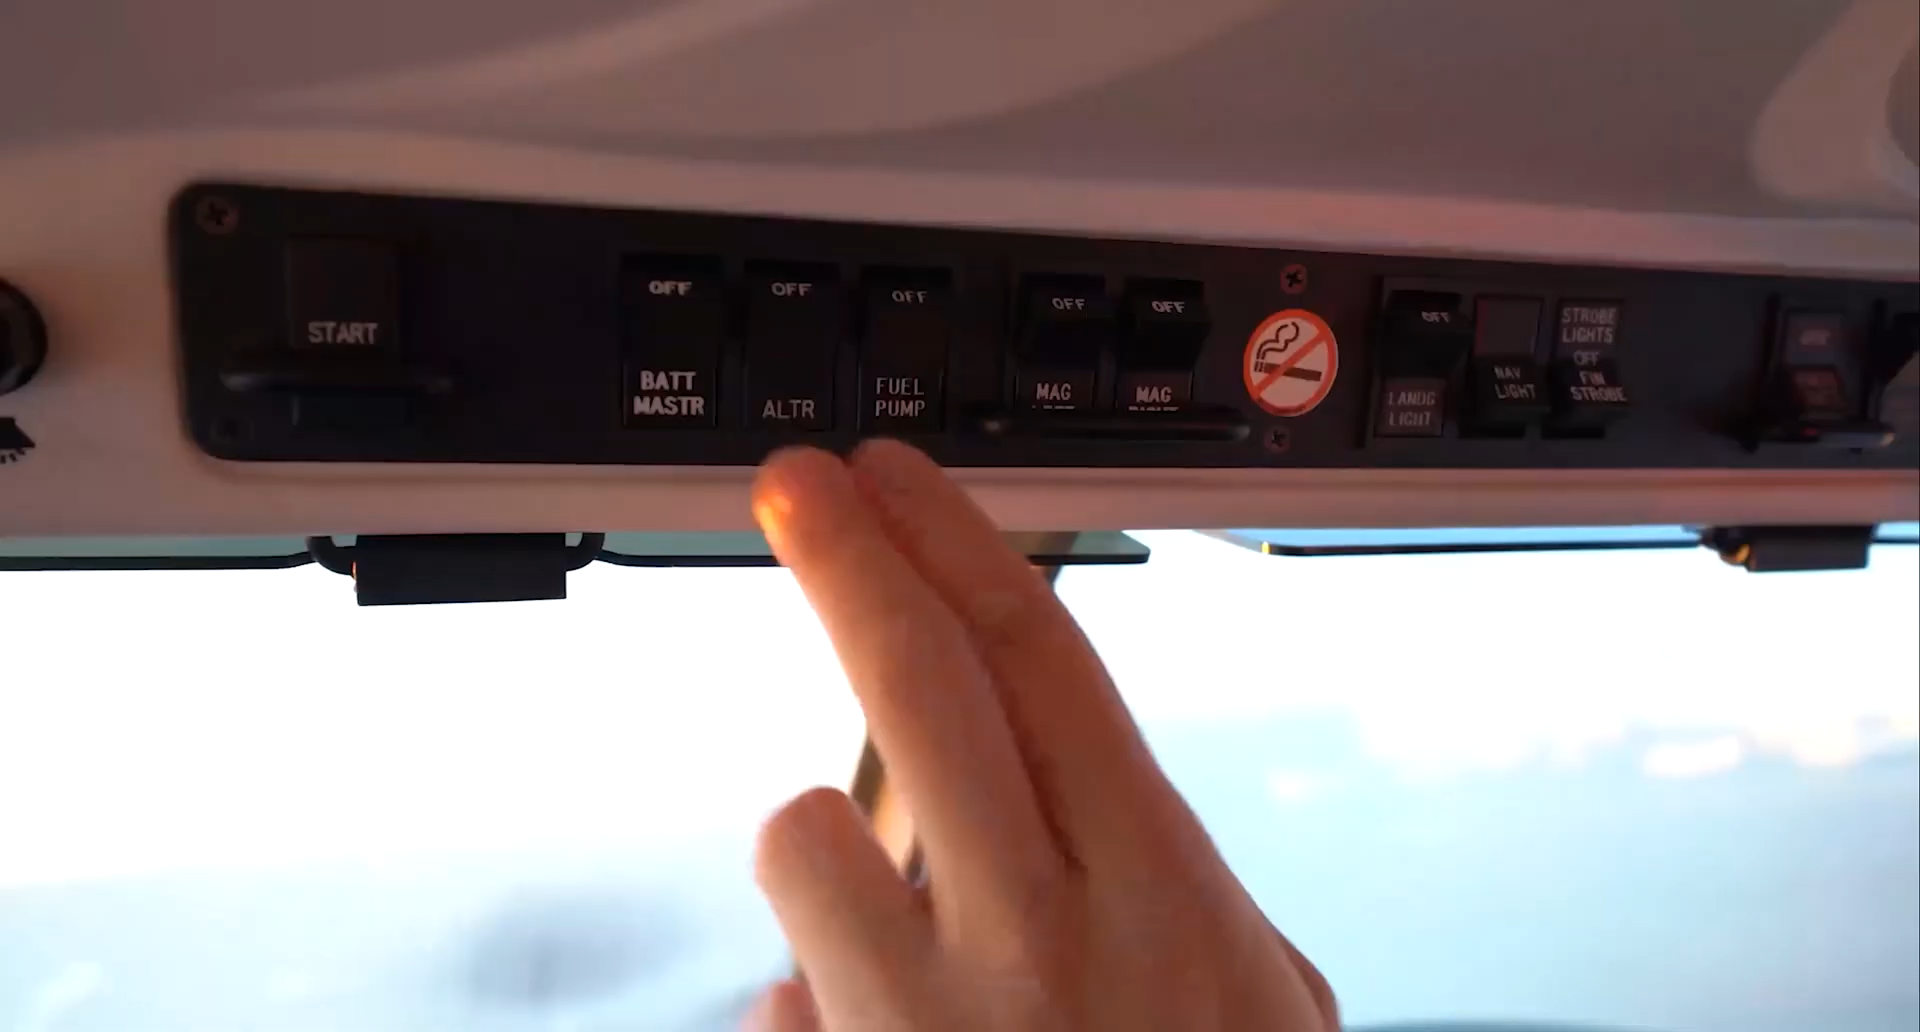 START
OFF
BATT
MASTR
OFF
ALTR
OFF
FUEL
PUMP
OFF
MAG
OFF
MAG
OFF
LANDG
LIGHT
NAV
LIGHT
STROBE
LIGHTS
OFF
FIN
STROBE